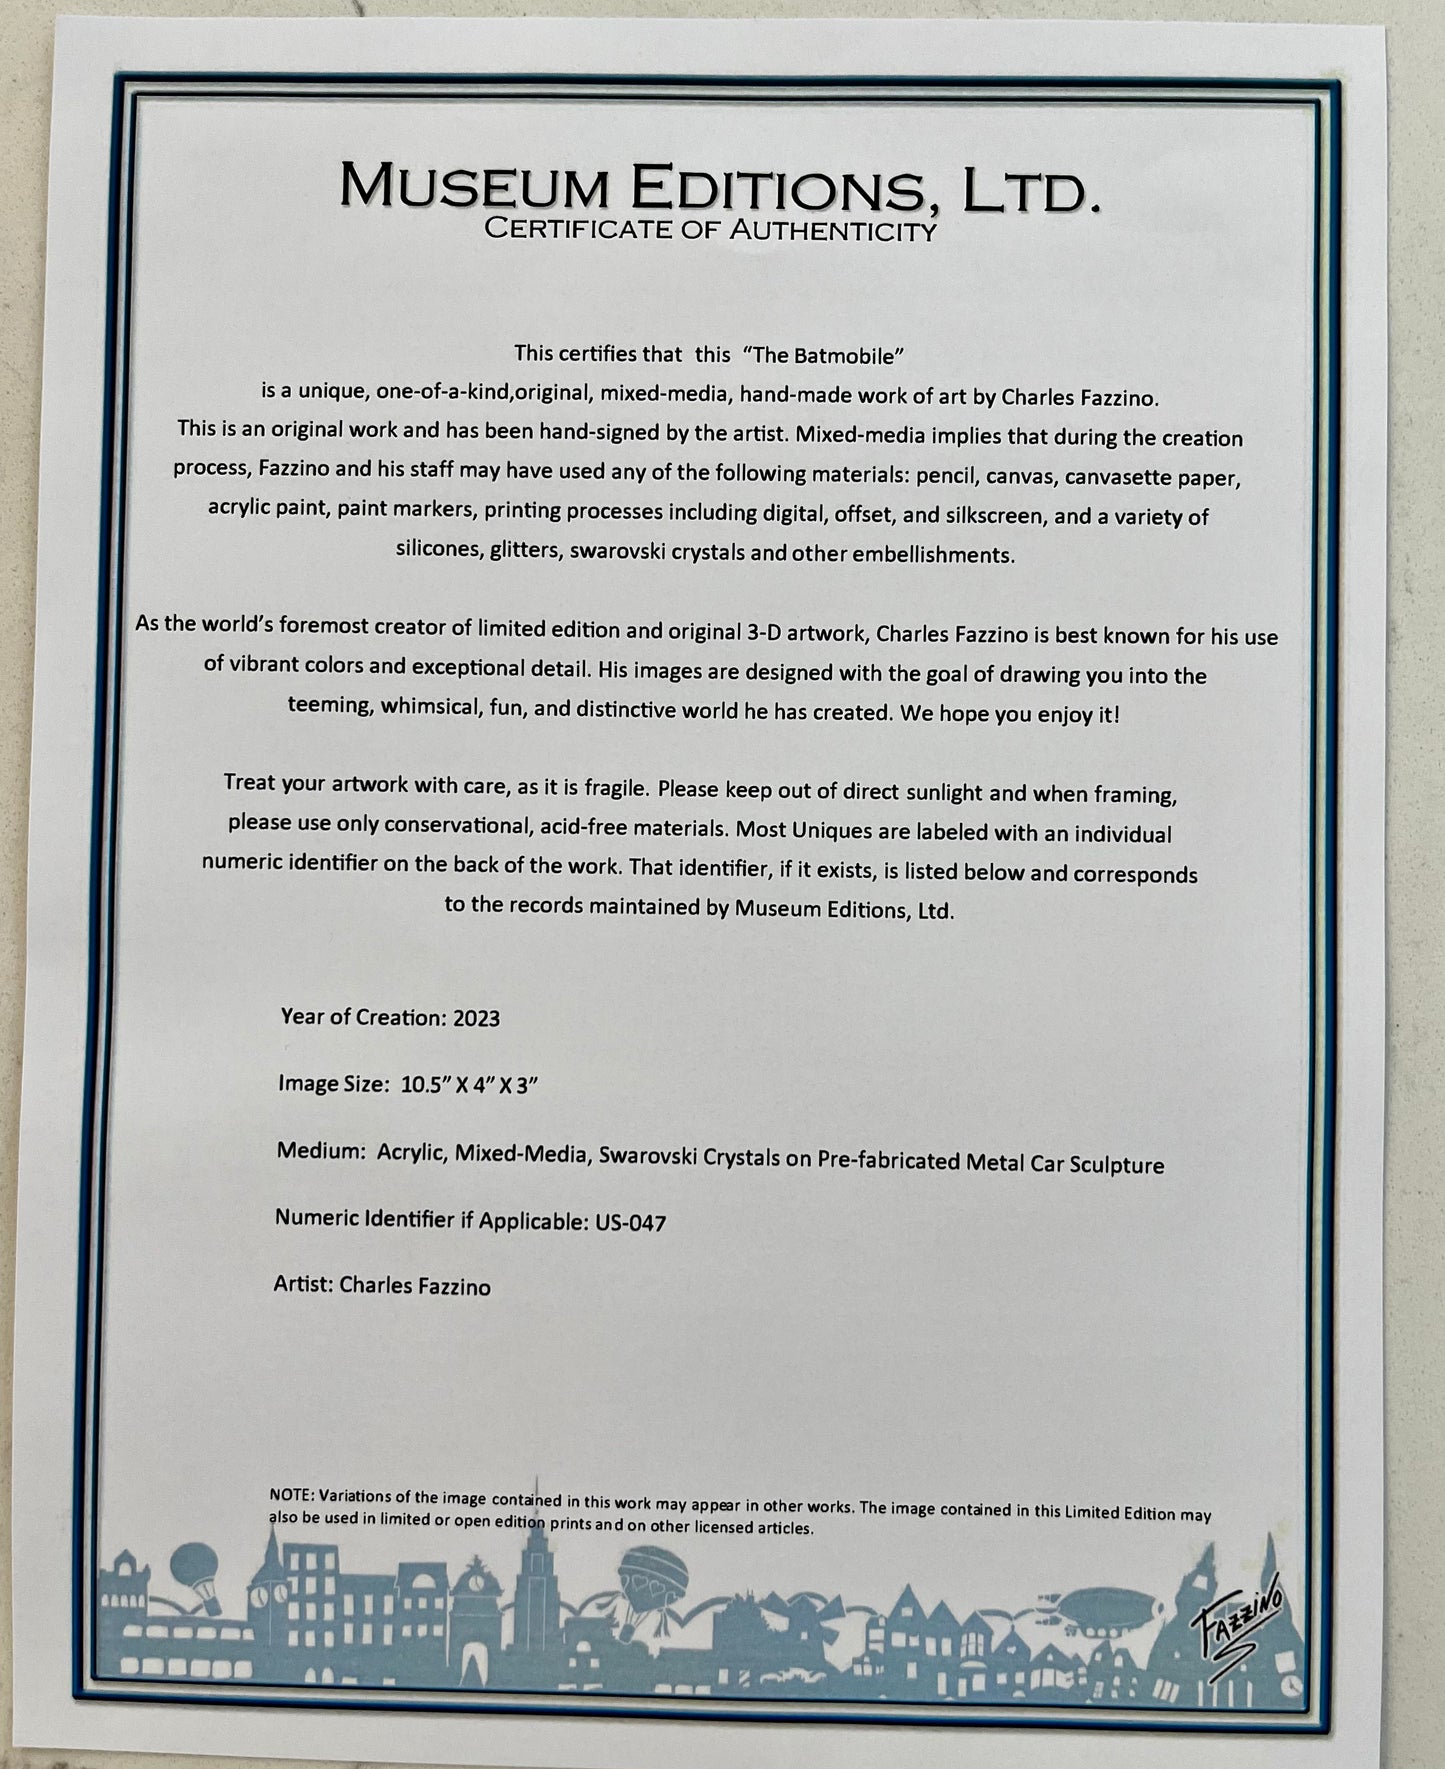 MUSEUM EDITIONS, LTD.
CERTIFICATE OF AUTHENTICITY
This certifies that this “The Batmobile”
is a unique, one-of-a-kind,original, mixed-media, hand-made work of art by Charles Fazzino.
This is an original work and has been hand-signed by the artist. Mixed-media implies that during the creation
process, Fazzino and his staff may have used any of the following materials: pencil, canvas, canvasette paper,
acrylic paint, paint markers, printing processes including digital, offset, and silkscreen, and a variety of
silicones, glitters, swarovski crystals and other embellishments.
As the world’s foremost creator of limited edition and original 3-D artwork, Charles Fazzino is best known for his use
of vibrant colors and exceptional detail. His images are designed with the goal of drawing you into the
teeming, whimsical, fun, and distinctive world he has created. We hope you enjoy it!
Treat your artwork with care, as it is fragile. Please keep out of direct sunlight and when framing,
please use only conservational, acid-free materials. Most Uniques are labeled with an individual
numeric identifier on the back of the work. That identifier, if it exists, is listed below and corresponds
to the records maintained by Museum Editions, Ltd.
Year of Creation: 2023
Image Size: 10.5” X 4” X 3”
Medium: Acrylic, Mixed-Media, Swarovski Crystals on Pre-fabricated Metal Car Sculpture
Numeric Identifier if Applicable: US-047
Artist: Charles Fazzino
NOTE: Variations of the image contained in this work may appear in other works. The image contained in this Limited Edition may
also be used in limited or open edition prints and on other licensed articles.
FAZZINO